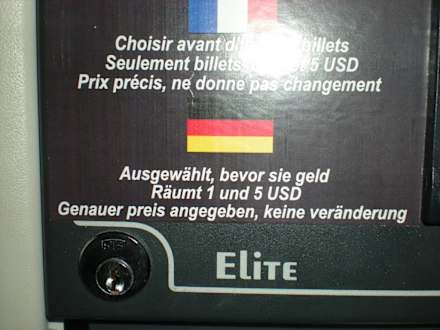 Choisir avant billets
Seulement billets 5 USD
Prix précis, ne donne pas changement
Ausgewählt, bevor sie geld
Räumt 1 und 5 USD
Genauer preis angegeben, keine veränderung
ELITE